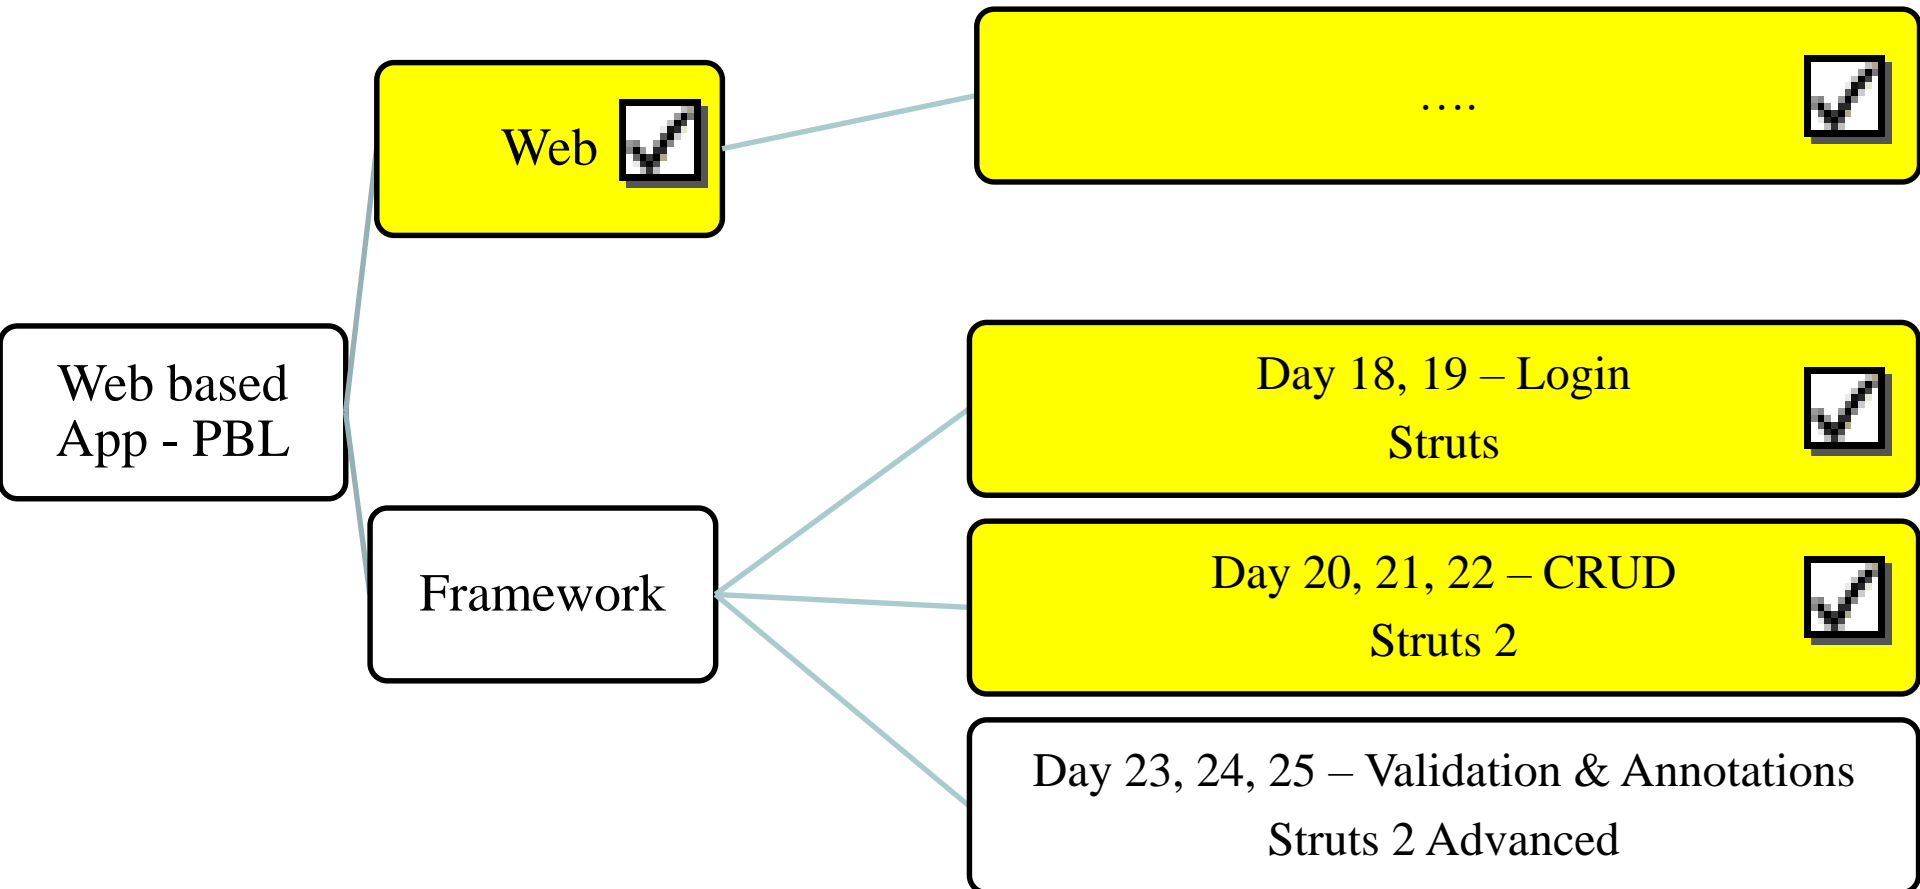 Web
….
Web based
App - PBL
Framework
Day 18, 19 – Login
Struts
Day 20, 21, 22 – CRUD
Struts 2
Day 23, 24, 25 – Validation & Annotations
Struts 2 Advanced